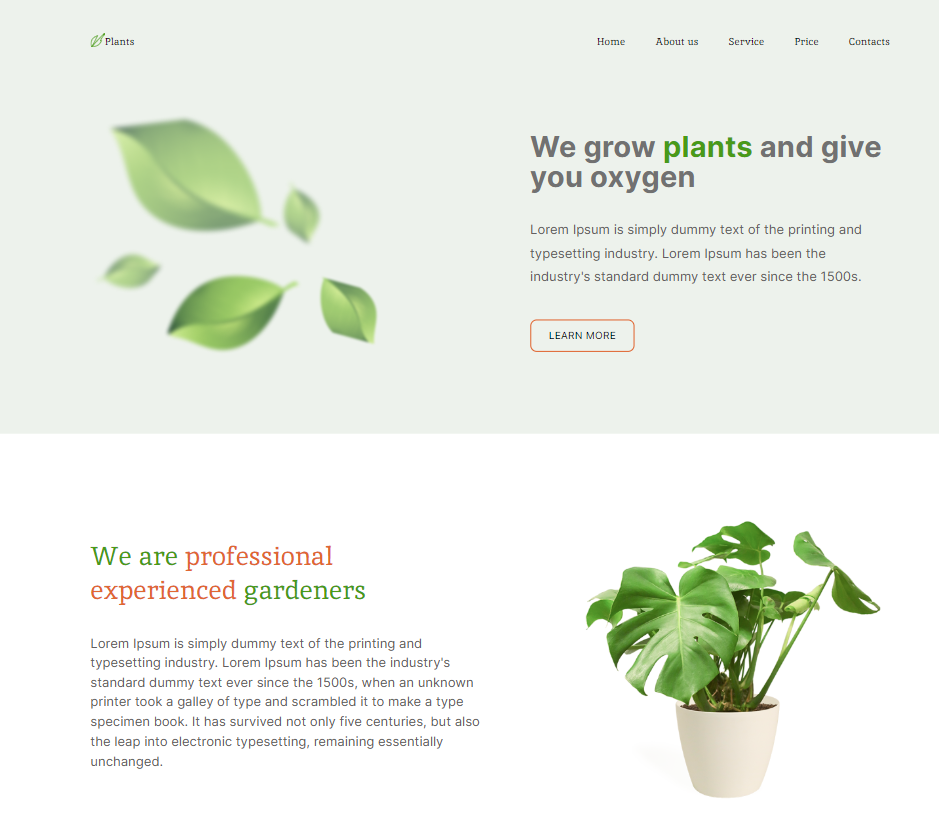 Plants
Home About us Service Price Contacts
We grow plants and give
you oxygen
Lorem Ipsum is simply dummy text of the printing and
typesetting industry. Lorem Ipsum has been the
industry's standard dummy text ever since the 1500s.
LEARN MORE
We are professional
experienced gardeners
Lorem Ipsum is simply dummy text of the printing and
typesetting industry. Lorem Ipsum has been the industry's
standard dummy text ever since the 1500s, when an unknown
printer took a galley of type and scrambled it to make a type
specimen book. It has survived not only five centuries, but also
the leap into electronic typesetting, remaining essentially
unchanged.